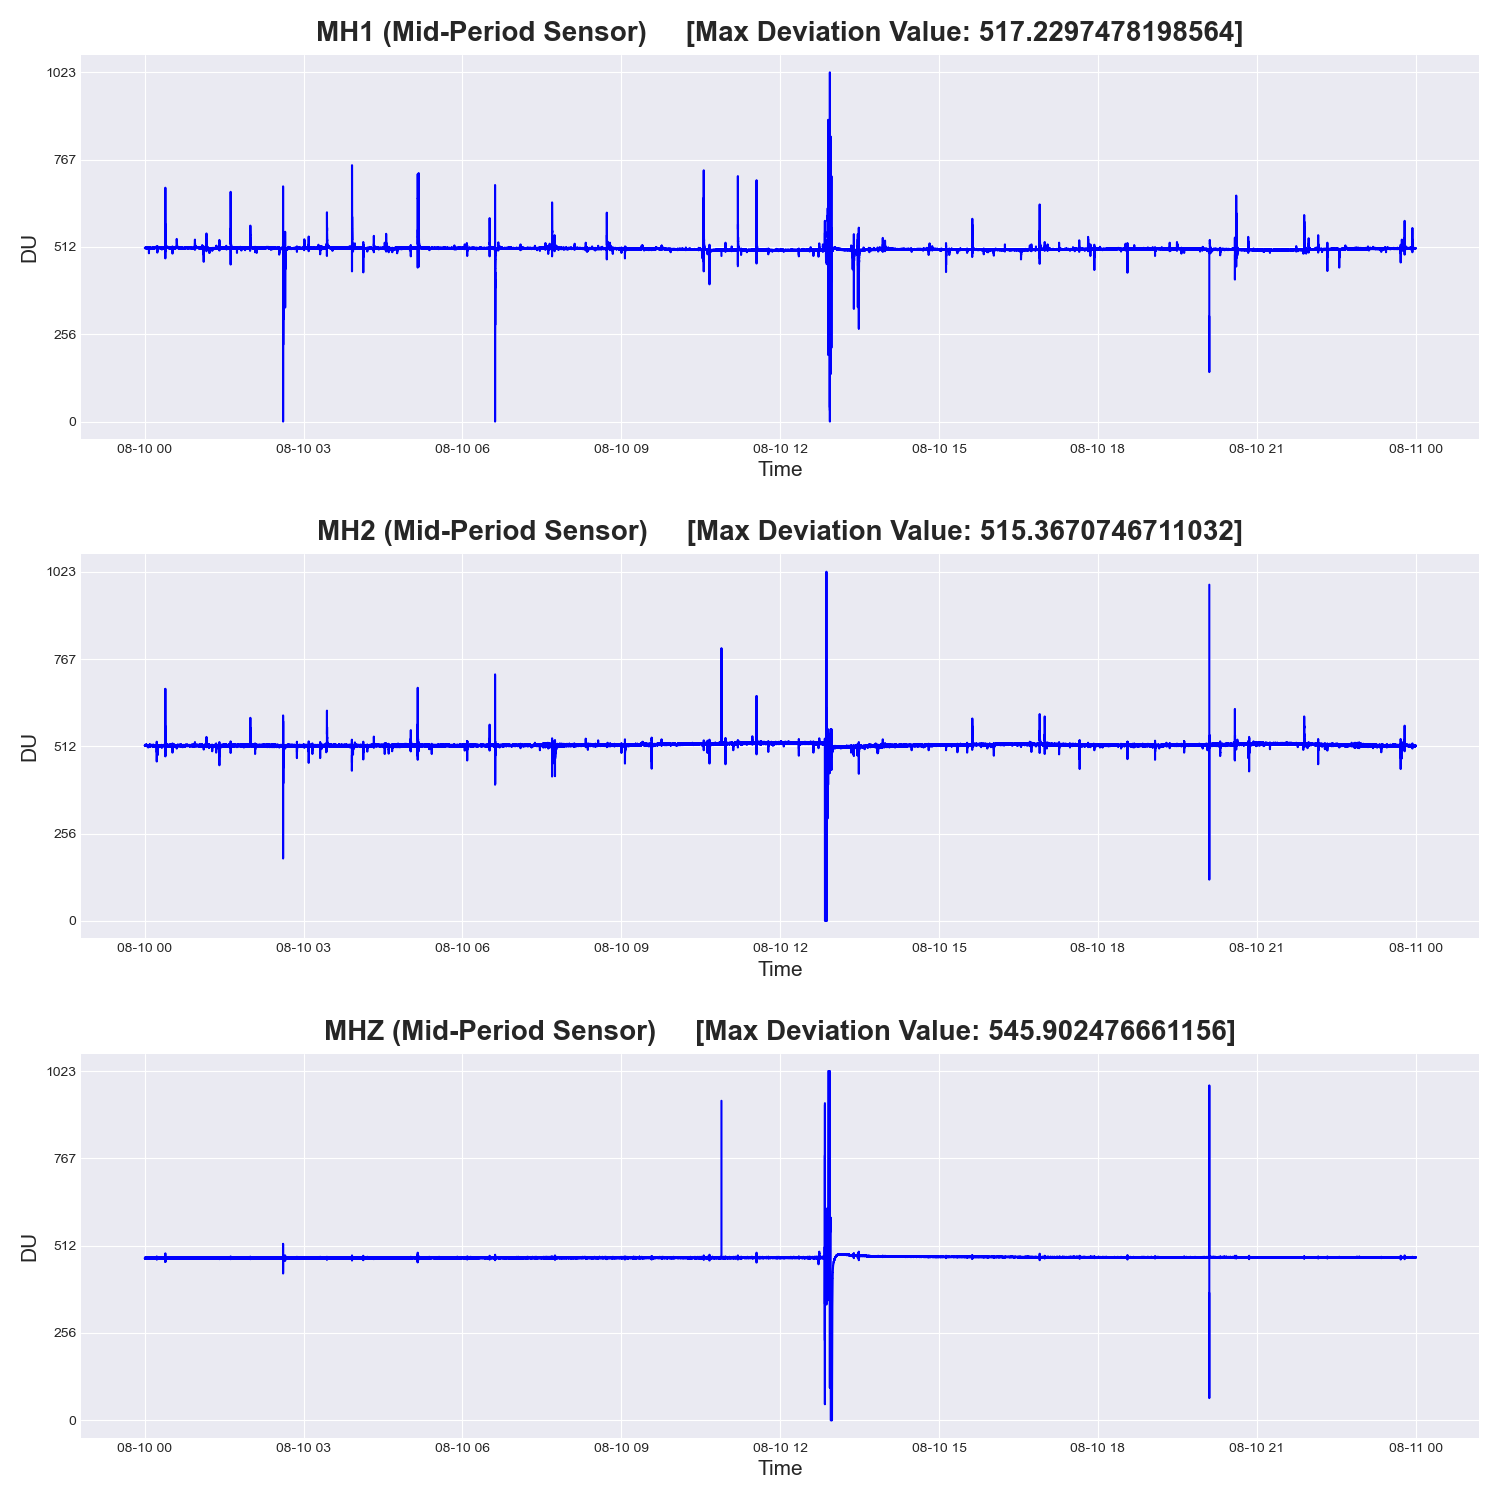 MH1 (Mid-Period Sensor) [Max Deviation Value: 517.2297478198564]
1023
767
512
256
0
DU
08-10 00 08-10 03 08-10 06 08-10 09 08-10 12 08-10 15 08-10 18 08-10 21 08-11 00
Time
MH2 (Mid-Period Sensor) [Max Deviation Value: 515.3670746711032]
1023
767
512
256
0
DU
08-10 00 08-10 03 08-10 06 08-10 09 08-10 12 08-10 15 08-10 18 08-10 21 08-11 00
Time
MHZ (Mid-Period Sensor) [Max Deviation Value: 545.902476661156]
1023
767
512
256
0
DU
08-10 00 08-10 03 08-10 06 08-10 09 08-10 12 08-10 15 08-10 18 08-10 21 08-11 00
Time